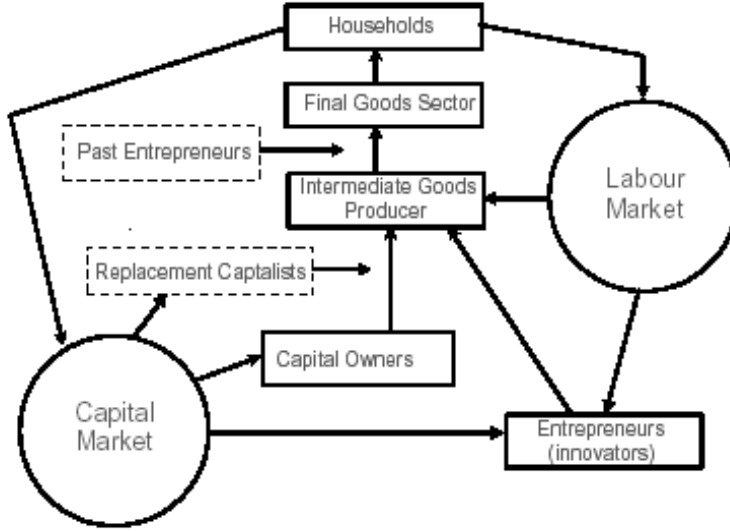 Households
Final Goods Sector
Past Entrepreneurs
Intermediate Goods
Producer
Labour
Market
Replacement Captalists
Capital Owners
Capital
Market
Entrepreneurs
(innovators)